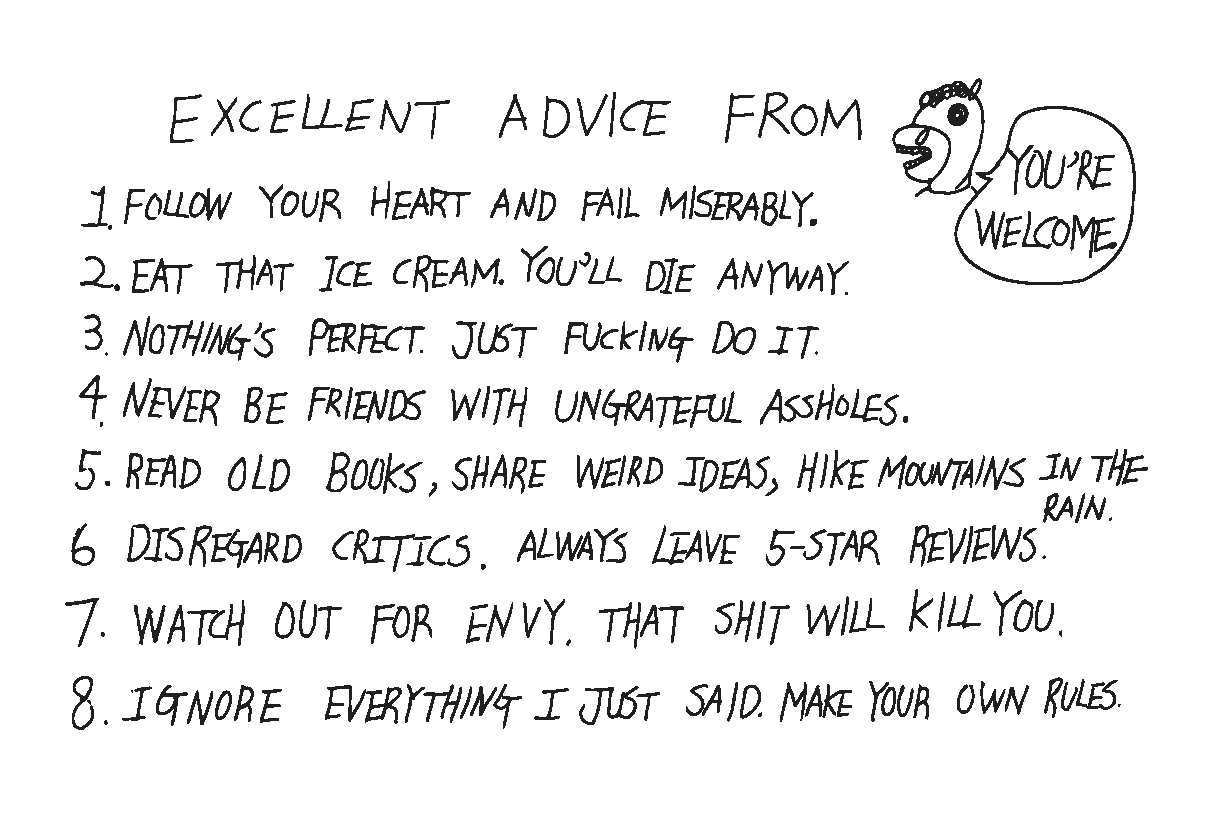 EXCELLENT ADVICE FROM
YOU'RE
WELCOME.
1. FOLLOW YOUR HEART AND FAIL MISERABLY.
2. EAT THAT ICE CREAM. YOU'LL DIE ANYWAY.
3. NOTHING'S PERFECT. JUST FUCKING DO IT.
4. NEVER BE FRIENDS WITH UNGRATEFUL ASSHOLES.
5. READ OLD BOOKS, SHARE WEIRD IDEAS, HIKE MOUNTAINS IN THE
RAIN.
6 DISREGARD CRITICS. ALWAYS LEAVE 5-STAR REVIEWS.
7. WATCH OUT FOR ENVY. THAT SHIT WILL KILL YOU.
8. IGNORE EVERYTHING I JUST SAID. MAKE YOUR OWN RULES.